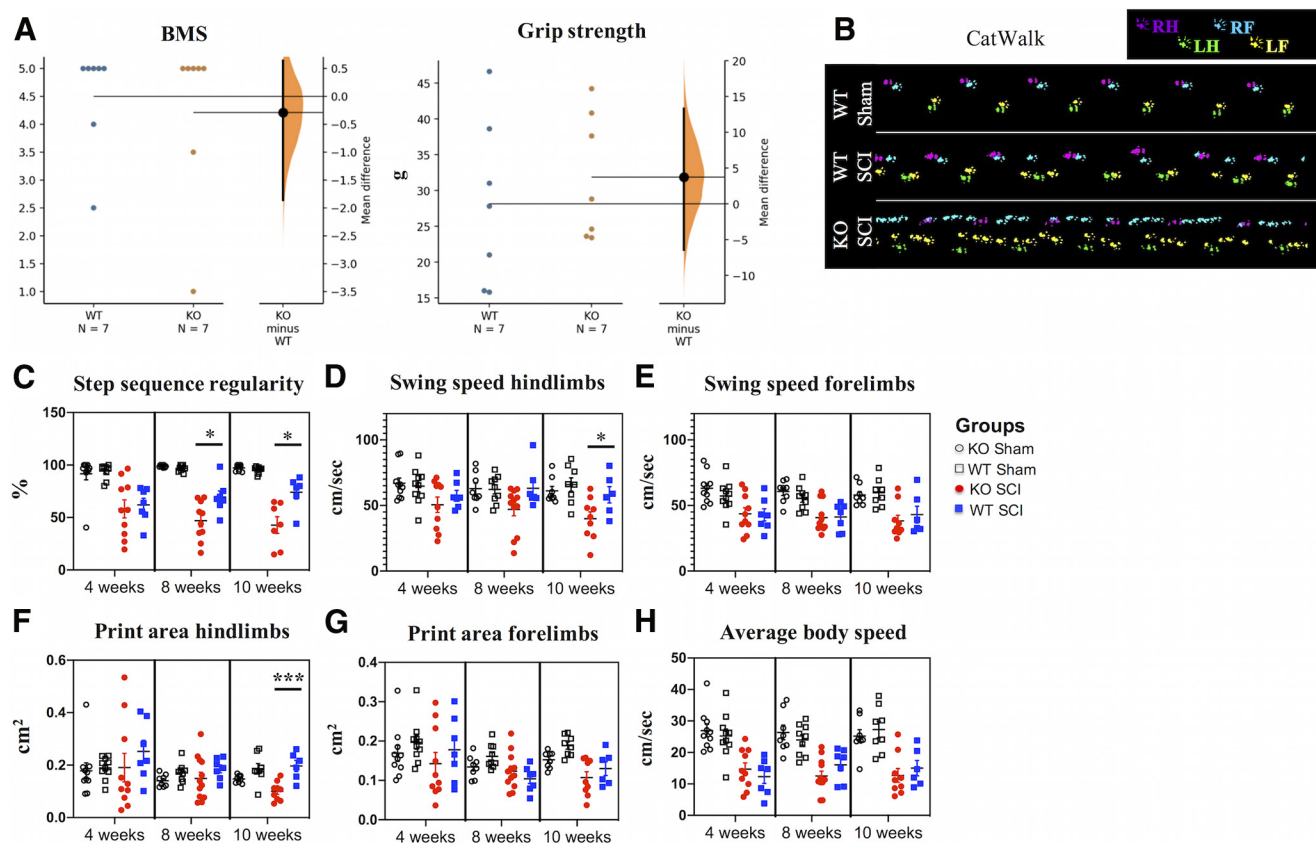 A
BMS
5.0
4.5
4.0
3.5
3.0
2.5
2.0
1.5
1.0
0.5
0.0
−0.5
−1.0
−1.5
−2.0
−2.5
−3.0
−3.5
Mean difference
WT
N = 7
KO
N = 7
KO
minus
WT
Grip strength
g
45
40
35
30
25
20
15
20
15
10
5
0
−5
−10
Mean difference
WT
N = 7
KO
N = 7
KO
minus
WT
B
CatWalk
RH
RF
LH
LF
WT
Sham
WT
SCI
KO
SCI
C
Step sequence regularity
%
150
100
50
0
*
*
4 weeks
8 weeks
10 weeks
D
Swing speed hindlimbs
cm/sec
100
50
0
*
4 weeks
8 weeks
10 weeks
E
Swing speed forelimbs
cm/sec
100
50
0
4 weeks
8 weeks
10 weeks
Groups
KO Sham
WT Sham
KO SCI
WT SCI
F
Print area hindlimbs
cm²
0.6
0.4
0.2
0.0
***
4 weeks
8 weeks
10 weeks
G
Print area forelimbs
cm²
0.4
0.3
0.2
0.1
0.0
4 weeks
8 weeks
10 weeks
H
Average body speed
cm/sec
50
40
30
20
10
0
4 weeks
8 weeks
10 weeks